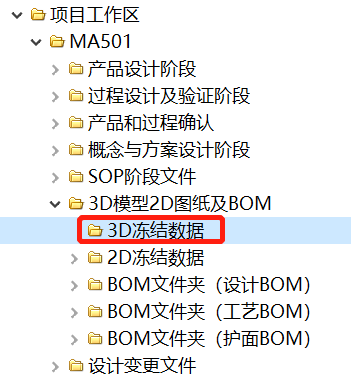 项目工作区
MA501
产品设计阶段
过程设计及验证阶段
产品和过程确认
概念与方案设计阶段
SOP阶段文件
3D模型2D图纸及BOM
3D冻结数据
2D冻结数据
BOM文件夹（设计BOM）
BOM文件夹（工艺BOM）
BOM文件夹（护面BOM）
设计变更文件